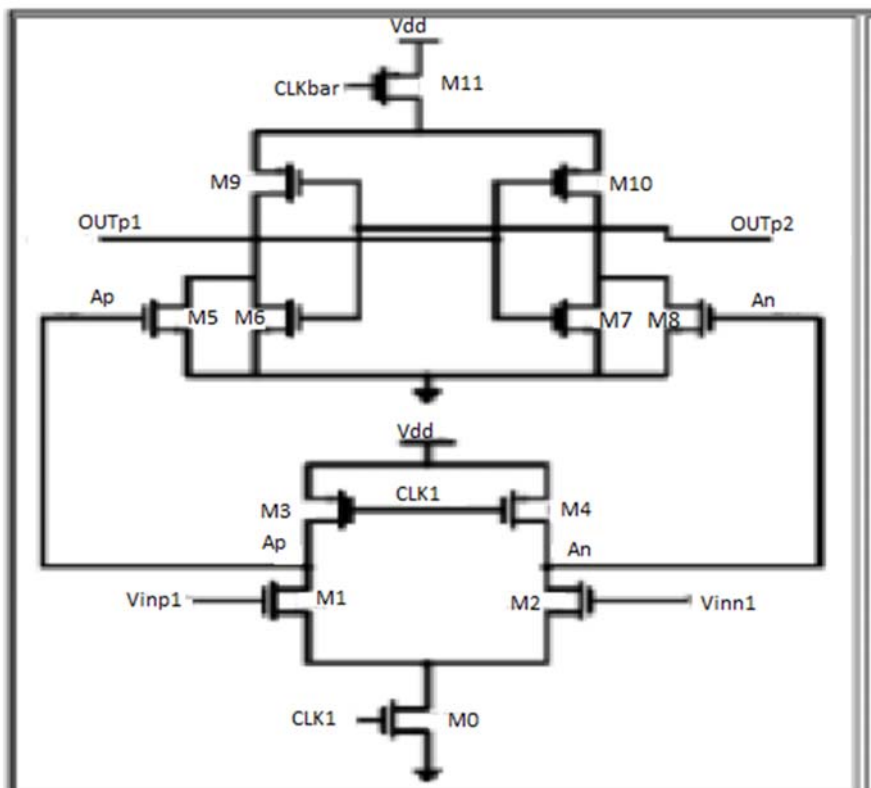 Vdd
CLKbar M11
M9 M10
OUTp1 OUTp2
Ap M5 M6 M7 M8 An
Vdd
M3 CLK1 M4
Ap An
Vinp1 M1 M2 Vinn1
CLK1 M0